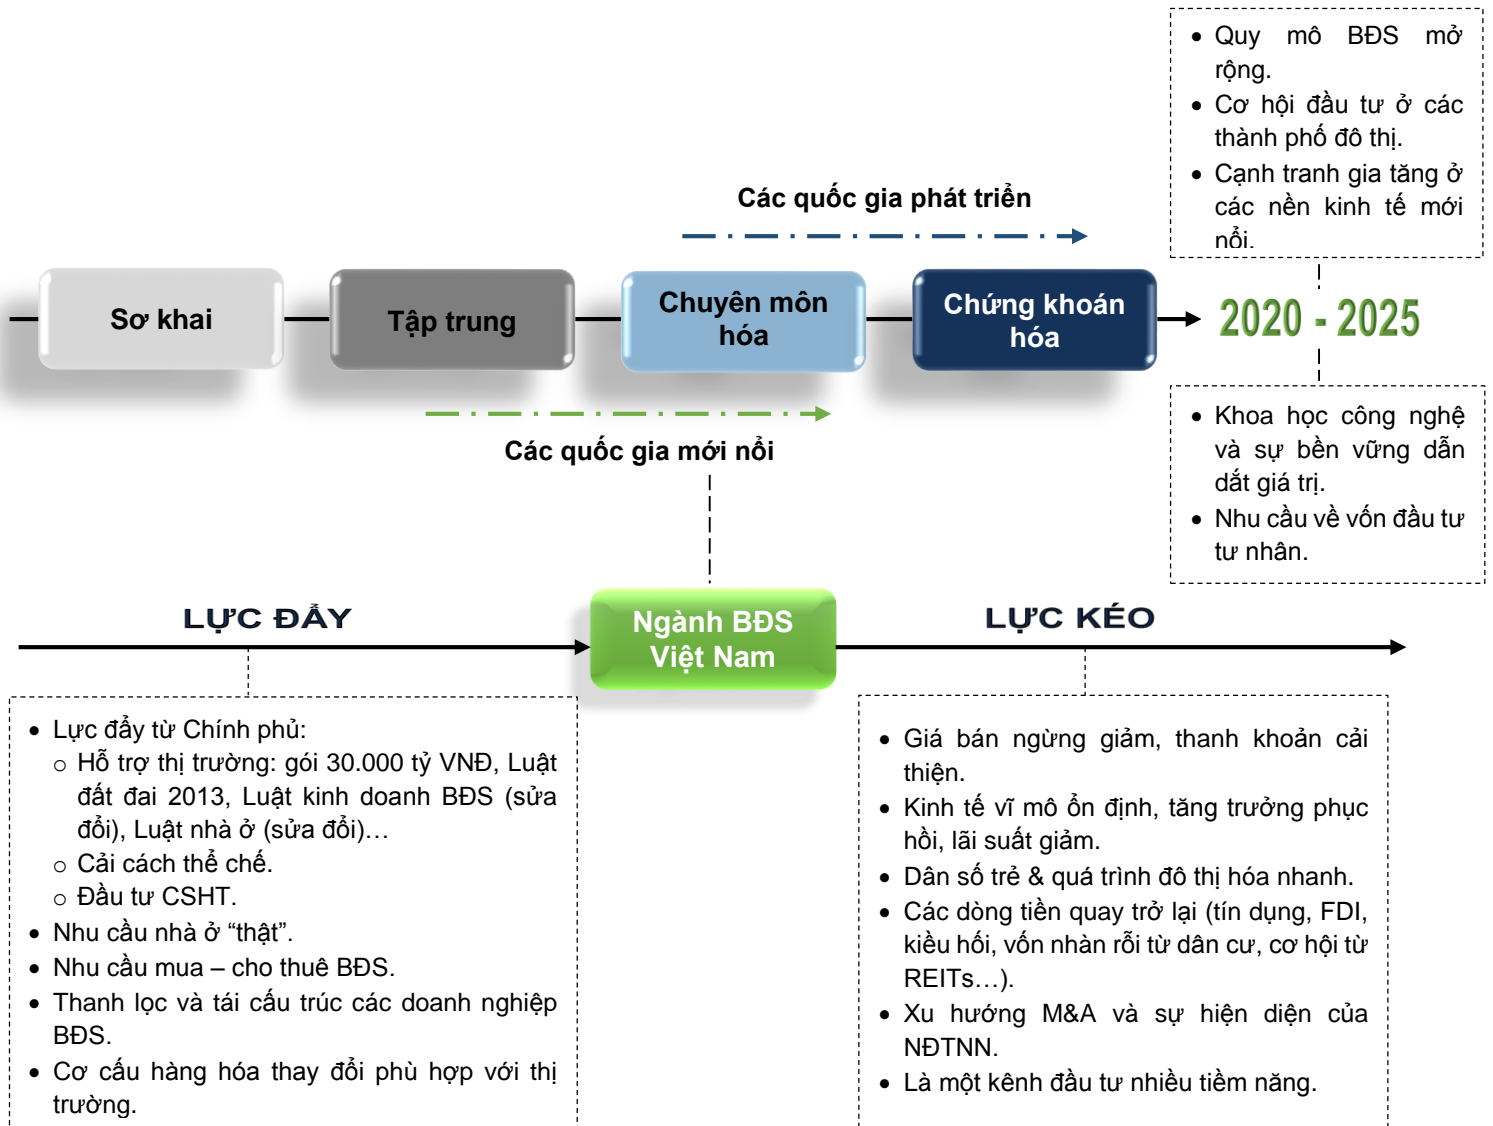 • Quy mô BĐS mở
rộng.
• Cơ hội đầu tư ở các
thành phố đô thị.
• Cạnh tranh gia tăng ở
các nền kinh tế mới
nổi.
Các quốc gia phát triển
Sơ khai
Tập trung
Chuyên môn
hóa
Chứng khoán
hóa
2020 - 2025
Các quốc gia mới nổi
• Khoa học công nghệ
và sự bền vững dẫn
dắt giá trị.
• Nhu cầu về vốn đầu tư
tư nhân.
LỰC ĐẨY
Ngành BĐS
Việt Nam
LỰC KÉO
• Lực đẩy từ Chính phủ:
o Hỗ trợ thị trường: gói 30.000 tỷ VNĐ, Luật
đất đai 2013, Luật kinh doanh BĐS (sửa
đổi), Luật nhà ở (sửa đổi)…
o Cải cách thể chế.
o Đầu tư CSHT.
• Nhu cầu nhà ở “thật”.
• Nhu cầu mua – cho thuê BĐS.
• Thanh lọc và tái cấu trúc các doanh nghiệp
BĐS.
• Cơ cấu hàng hóa thay đổi phù hợp với thị
trường.
• Giá bán ngừng giảm, thanh khoản cải
thiện.
• Kinh tế vĩ mô ổn định, tăng trưởng phục
hồi, lãi suất giảm.
• Dân số trẻ & quá trình đô thị hóa nhanh.
• Các dòng tiền quay trở lại (tín dụng, FDI,
kiều hối, vốn nhàn rỗi từ dân cư, cơ hội từ
REITs…).
• Xu hướng M&A và sự hiện diện của
NĐTNN.
• Là một kênh đầu tư nhiều tiềm năng.